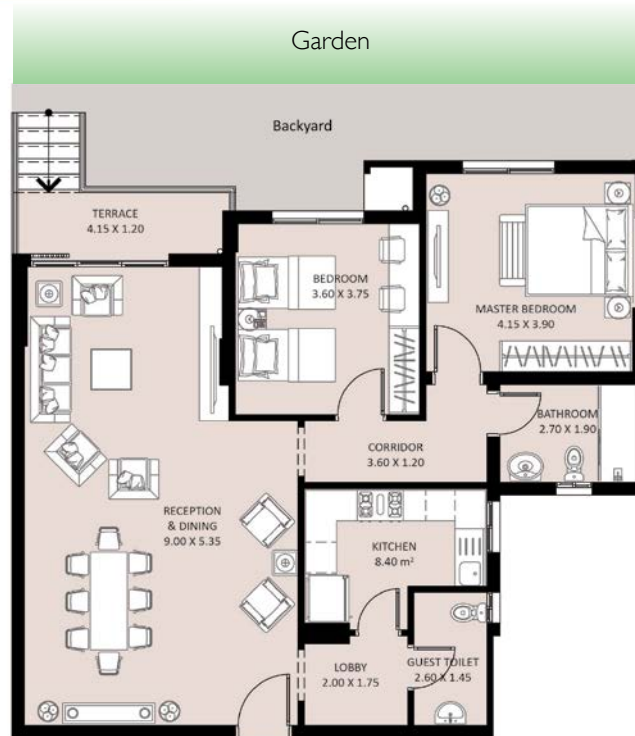 Garden
Backyard
TERRACE
4.15 X 1.20
BEDROOM
3.60 X 3.75
MASTER BEDROOM
4.15 X 3.90
BATHROOM
2.70 X 1.90
CORRIDOR
3.60 X 1.20
RECEPTION
& DINING
9.00 X 5.35
KITCHEN
8.40 m²
LOBBY
2.00 X 1.75
GUEST TOILET
2.60 X 1.45